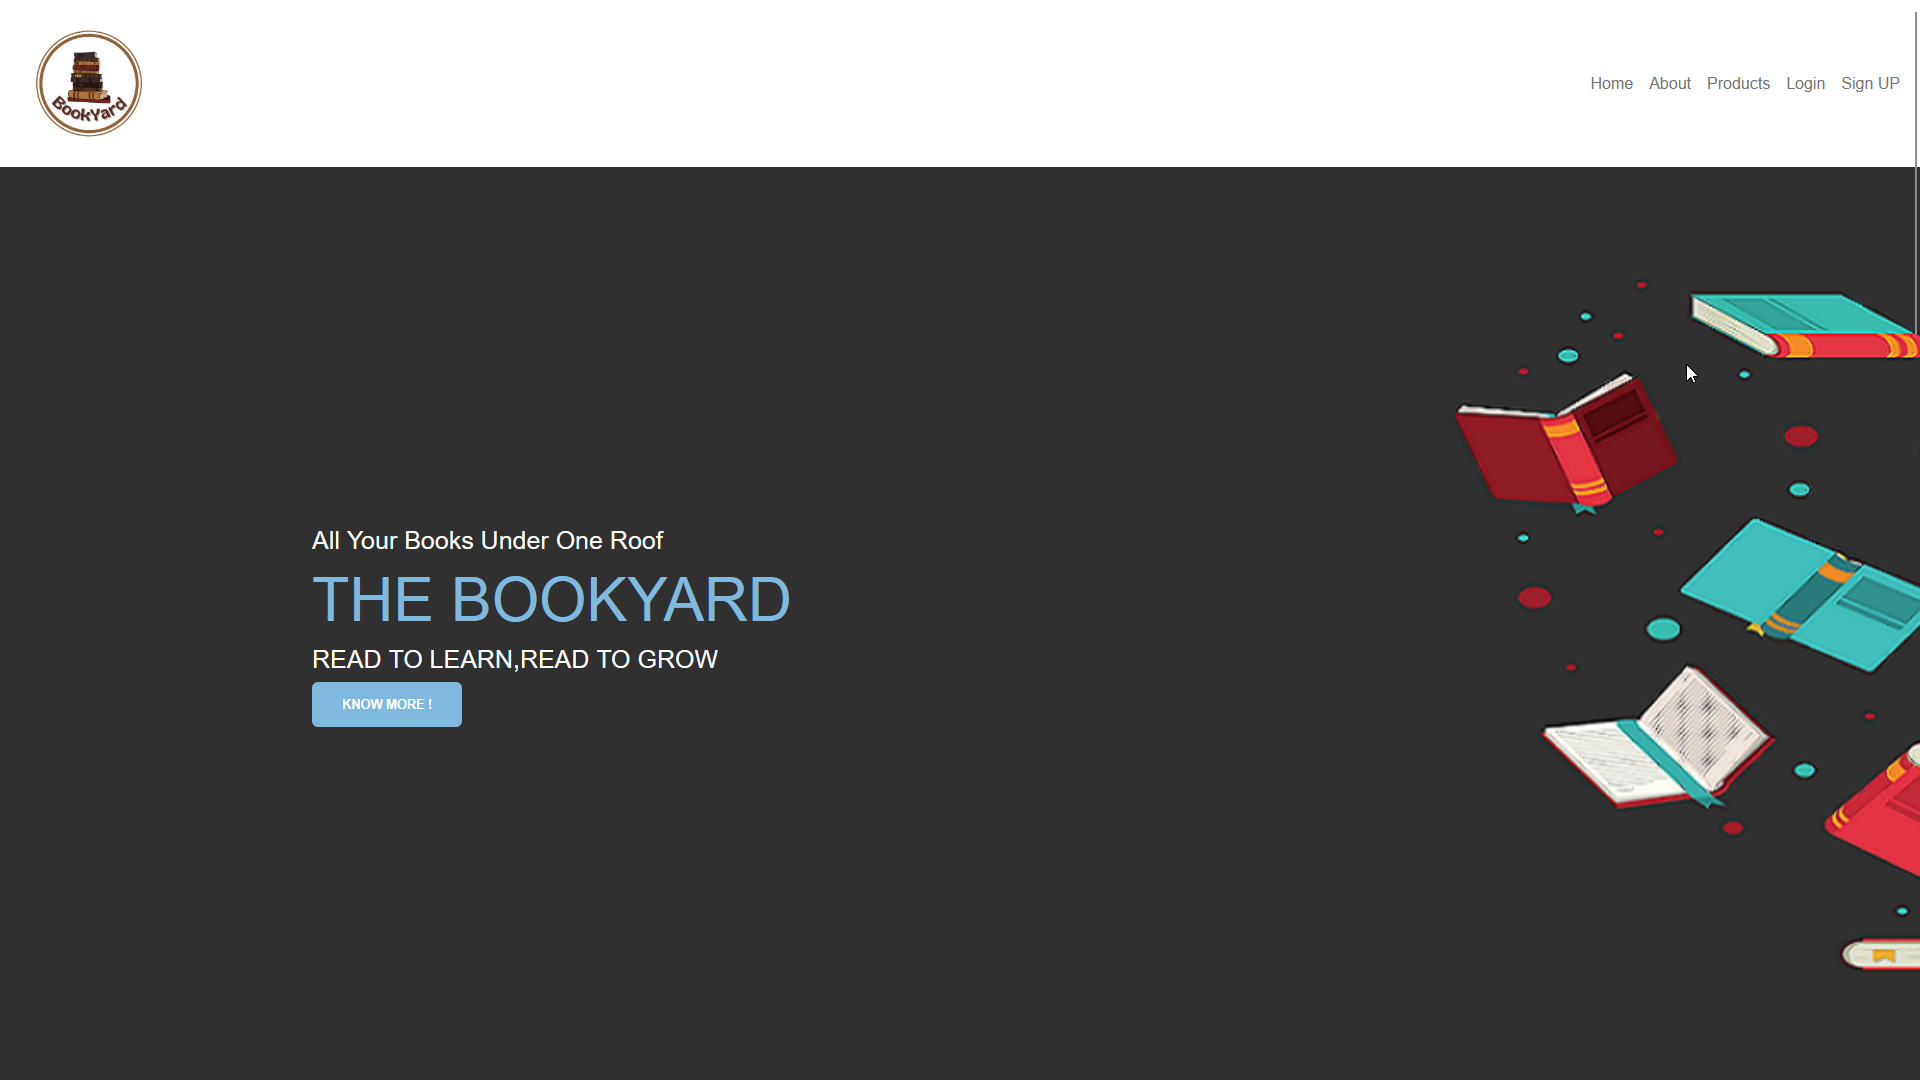 BookYard
Home About Products Login Sign UP
All Your Books Under One Roof
THE BOOKYARD
READ TO LEARN,READ TO GROW
KNOW MORE !